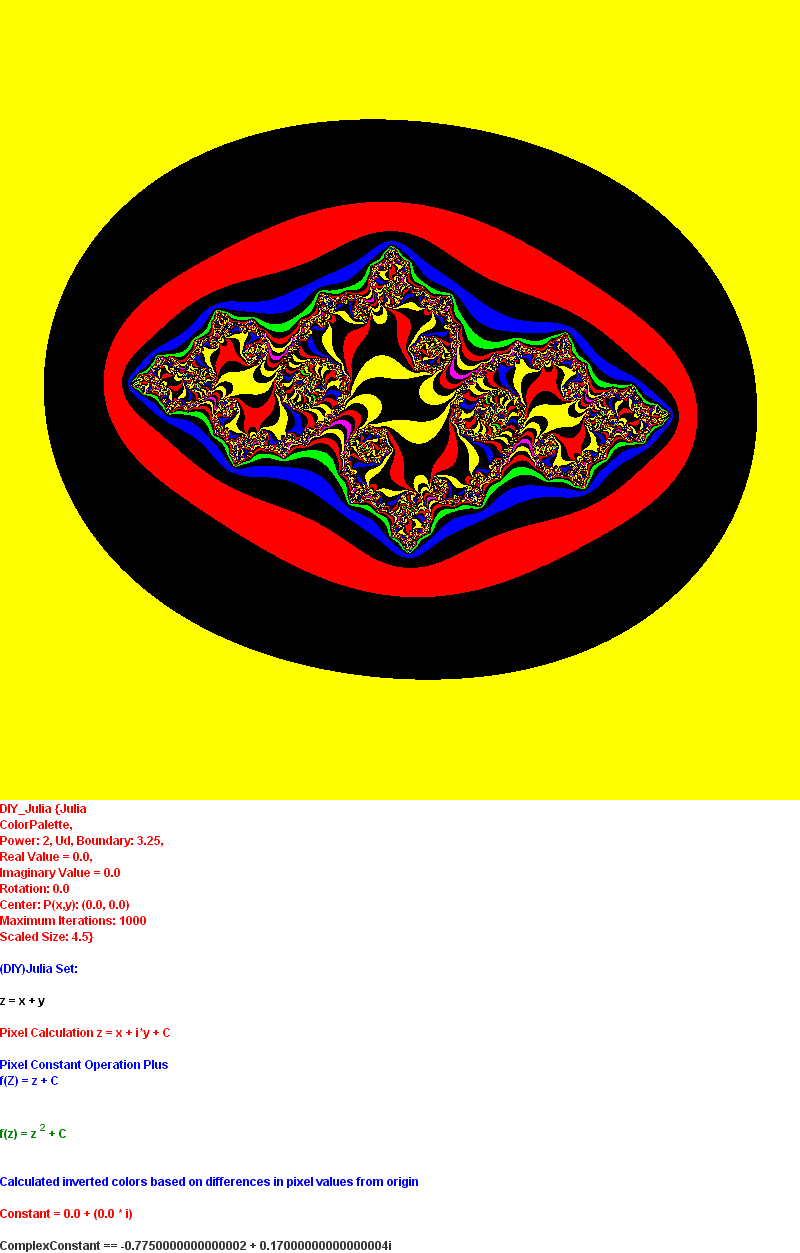 DIY_Julia {Julia
ColorPalette,
Power: 2, Ud, Boundary: 3.25,
Real Value = 0.0,
Imaginary Value = 0.0
Rotation: 0.0
Center: P(x,y): (0.0, 0.0)
Maximum Iterations: 1000
Scaled Size: 4.5}
(DIY)Julia Set:
z = x + y
Pixel Calculation z = x + i*y + C
Pixel Constant Operation Plus
f(Z) = z + C
f(z) = z ² + C
Calculated inverted colors based on differences in pixel values from origin
Constant = 0.0 + (0.0 * i)
ComplexConstant == -0.7750000000000002 + 0.17000000000000004i